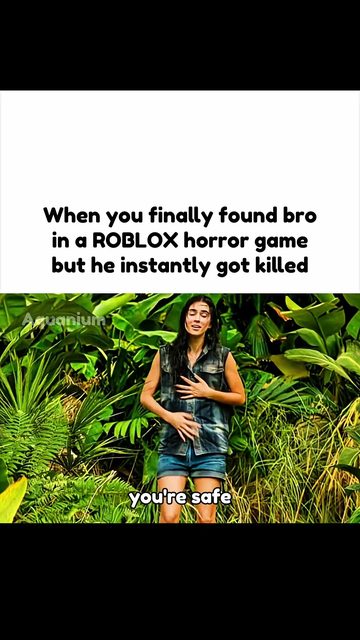 When you finally found bro
in a ROBLOX horror game
but he instantly got killed
Aquanium
you're safe